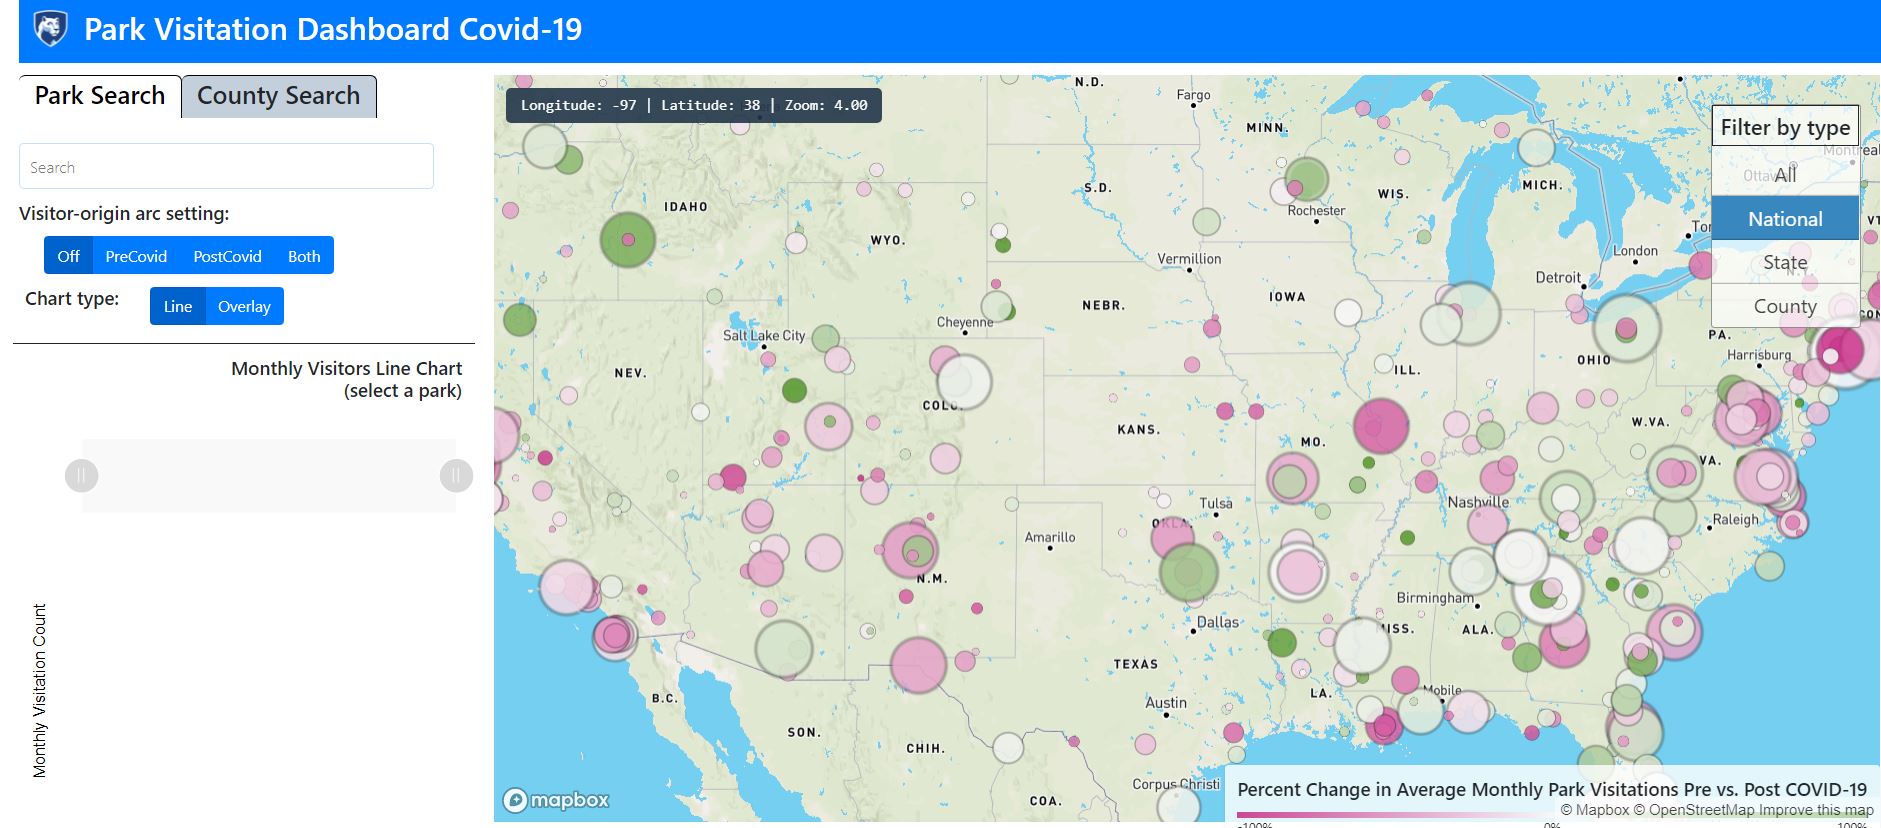 Park Visitation Dashboard Covid-19
Park Search
County Search
Search
Visitor-origin arc setting:
Off
PreCovid
PostCovid
Both
Chart type:
Line
Overlay
Monthly Visitors Line Chart
(select a park)
Monthly Visitation Count
Longitude: -97 | Latitude: 38 | Zoom: 4.00
Filter by type
All
National
State
County
N.D.
Fargo
MINN.
Montreal
Ottawa
S.D.
WIS.
MICH.
IDAHO
Rochester
WYO.
Vermillion
London
Detroit
NEBR.
IOWA
Salt Lake City
Cheyenne
NEV.
ILL.
OHIO
PA.
Harrisburg
COLO.
KANS.
MO.
W.VA.
VA.
Tulsa
Nashville
OKLA.
Raleigh
Amarillo
N.M.
Birmingham
Dallas
MISS.
ALA.
TEXAS
LA.
Mobile
B.C.
Austin
SON.
CHIH.
Corpus Christi
COA.
mapbox
Percent Change in Average Monthly Park Visitations Pre vs. Post COVID-19
© Mapbox © OpenStreetMap Improve this map
-100%
0%
100%